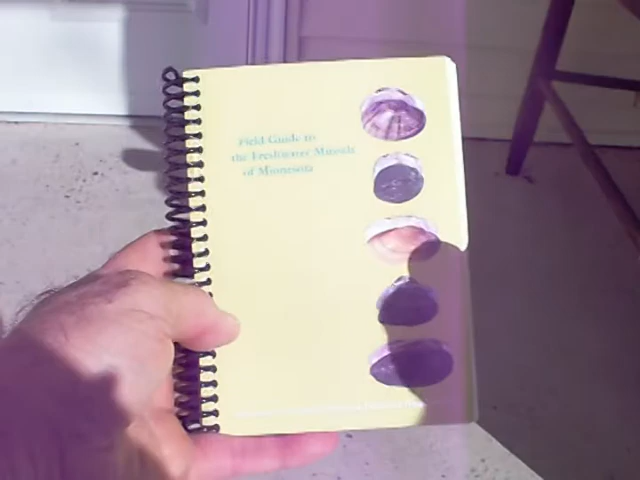 Field Guide to
the Freshwater Mussels
of Minnesota